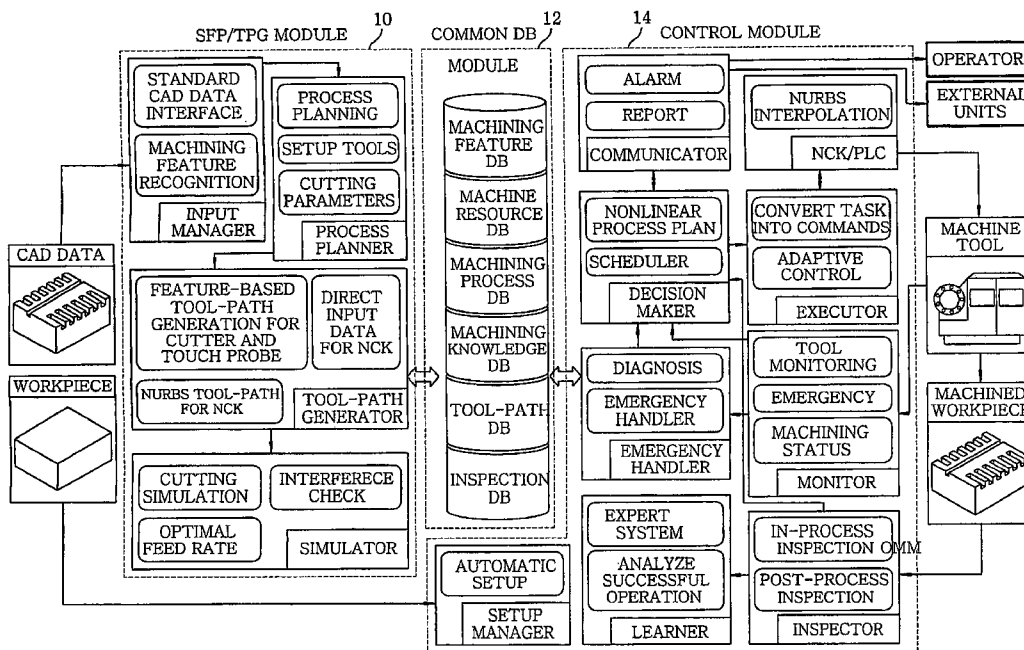 SFP/TPG MODULE
10
COMMON DB
12
14
CONTROL MODULE
STANDARD
CAD DATA
INTERFACE
MACHINING
FEATURE
RECOGNITION
INPUT
MANAGER
PROCESS
PLANNING
SETUP TOOLS
CUTTING
PARAMETERS
PROCESS
PLANNER
MODULE
MACHINING
FEATURE
DB
MACHINE
RESOURCE
DB
MACHINING
PROCESS
DB
MACHINING
KNOWLEDGE
DB
TOOL-PATH
DB
INSPECTION
DB
ALARM
REPORT
COMMUNICATOR
NURBS
INTERPOLATION
NCK/PLC
OPERATOR
EXTERNAL
UNITS
CAD DATA
WORKPIECE
FEATURE-BASED
TOOL-PATH
GENERATION FOR
CUTTER AND
TOUCH PROBE
DIRECT
INPUT
DATA
FOR NCK
NURBS TOOL-PATH
FOR NCK
TOOL-PATH
GENERATOR
NONLINEAR
PROCESS PLAN
SCHEDULER
DECISION
MAKER
CONVERT TASK
INTO COMMANDS
ADAPTIVE
CONTROL
EXECUTOR
MACHINE
TOOL
DIAGNOSIS
EMERGENCY
HANDLER
EMERGENCY
HANDLER
TOOL
MONITORING
EMERGENCY
MACHINING
STATUS
MONITOR
MACHINED
WORKPIECE
CUTTING
SIMULATION
INTERFERECE
CHECK
OPTIMAL
FEED RATE
SIMULATOR
AUTOMATIC
SETUP
SETUP
MANAGER
EXPERT
SYSTEM
ANALYZE
SUCCESSFUL
OPERATION
LEARNER
IN-PROCESS
INSPECTION OMM
POST-PROCESS
INSPECTION
INSPECTOR